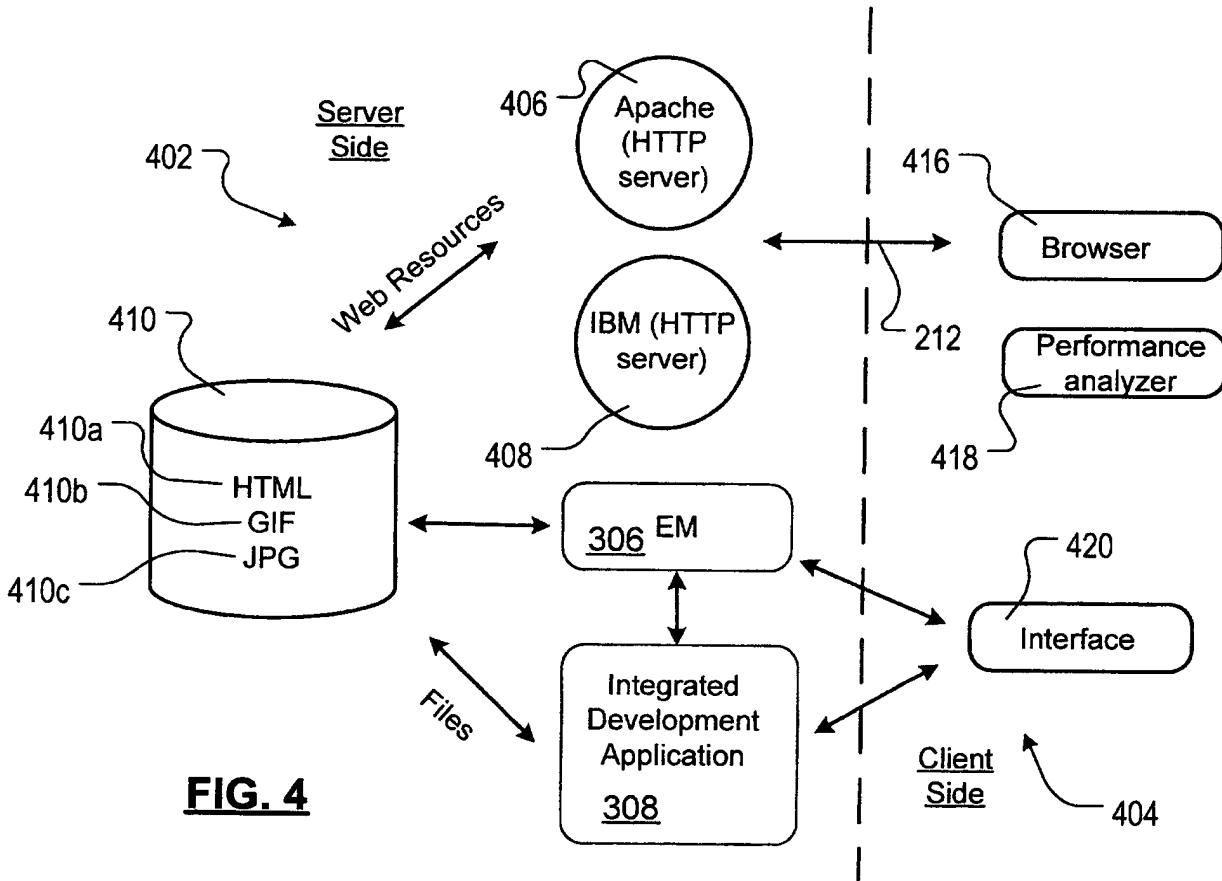 Server
Side
402
406
Apache
(HTTP
server)
416
Browser
Web Resources
212
IBM (HTTP
server)
408
Performance
analyzer
418
410
410a
HTML
410b
GIF
JPG
410c
306 EM
420
Interface
Files
Integrated
Development
Application
308
Client
Side
404
FIG. 4